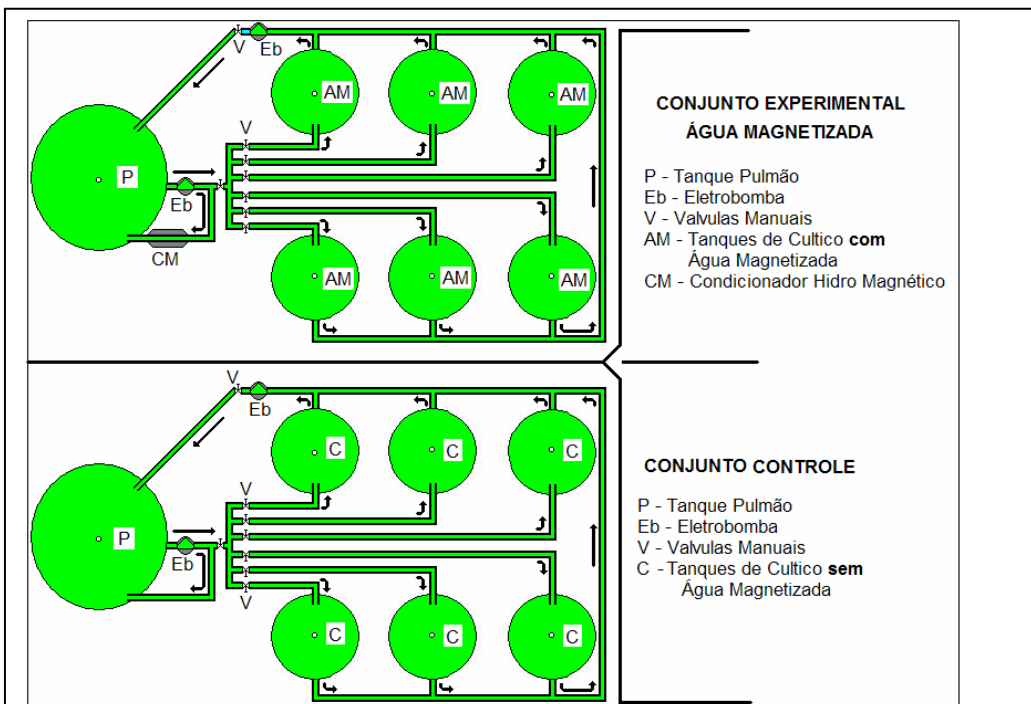 V
Eb
AM
AM
AM
P
V
Eb
CM
AM
AM
AM
CONJUNTO EXPERIMENTAL
ÁGUA MAGNETIZADA
P - Tanque Pulmão
Eb - Eletrobomba
V - Valvulas Manuais
AM - Tanques de Cultico com
Água Magnetizada
CM - Condicionador Hidro Magnético
V
Eb
C
C
C
P
V
Eb
V
C
C
C
CONJUNTO CONTROLE
P - Tanque Pulmão
Eb - Eletrobomba
V - Valvulas Manuais
C - Tanques de Cultico sem
Água Magnetizada